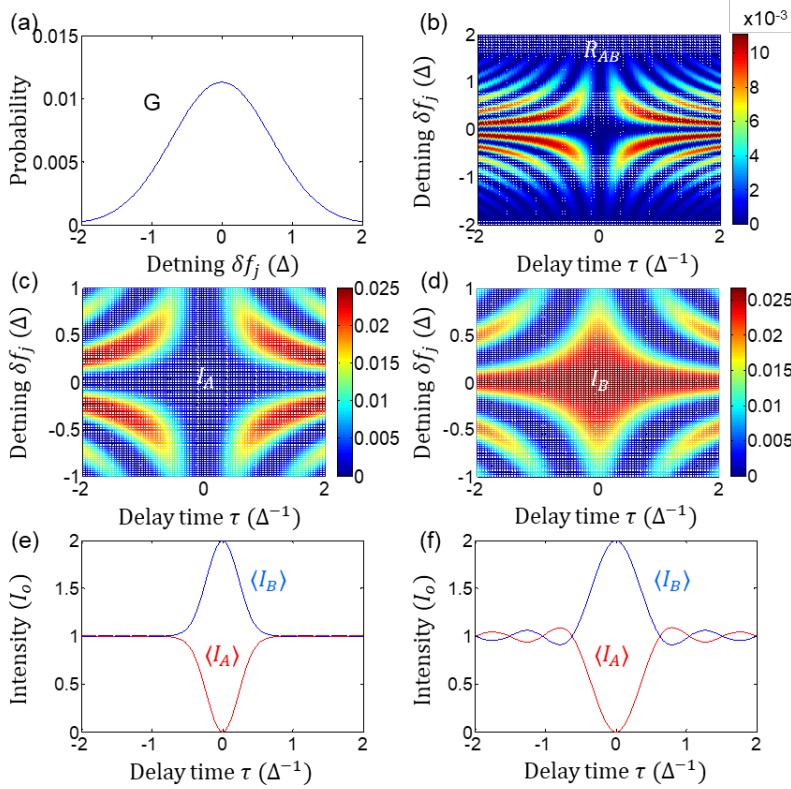 (a)
0.015
0.01
0.005
0
Probability
G
-2 -1 0 1 2
Detning δf_j (Δ)
(b)
x10⁻³
2
1
0
-1
-2
Detning δf_j (Δ)
R_AB
10
8
6
4
2
0
-2 0 2
Delay time τ (Δ⁻¹)
(c)
1
0.5
0
-0.5
-1
Detning δf_j (Δ)
I_A
0.025
0.02
0.015
0.01
0.005
0
-2 0 2
Delay time τ (Δ⁻¹)
(d)
1
0.5
0
-0.5
-1
Detning δf_j (Δ)
I_B
0.025
0.02
0.015
0.01
0.005
0
-2 0 2
Delay time τ (Δ⁻¹)
(e)
2
1.5
1
0.5
0
Intensity (I_o)
⟨I_B⟩
⟨I_A⟩
-2 -1 0 1 2
Delay time τ (Δ⁻¹)
(f)
2
1.5
1
0.5
0
Intensity (I_o)
⟨I_B⟩
⟨I_A⟩
-2 -1 0 1 2
Delay time τ (Δ⁻¹)